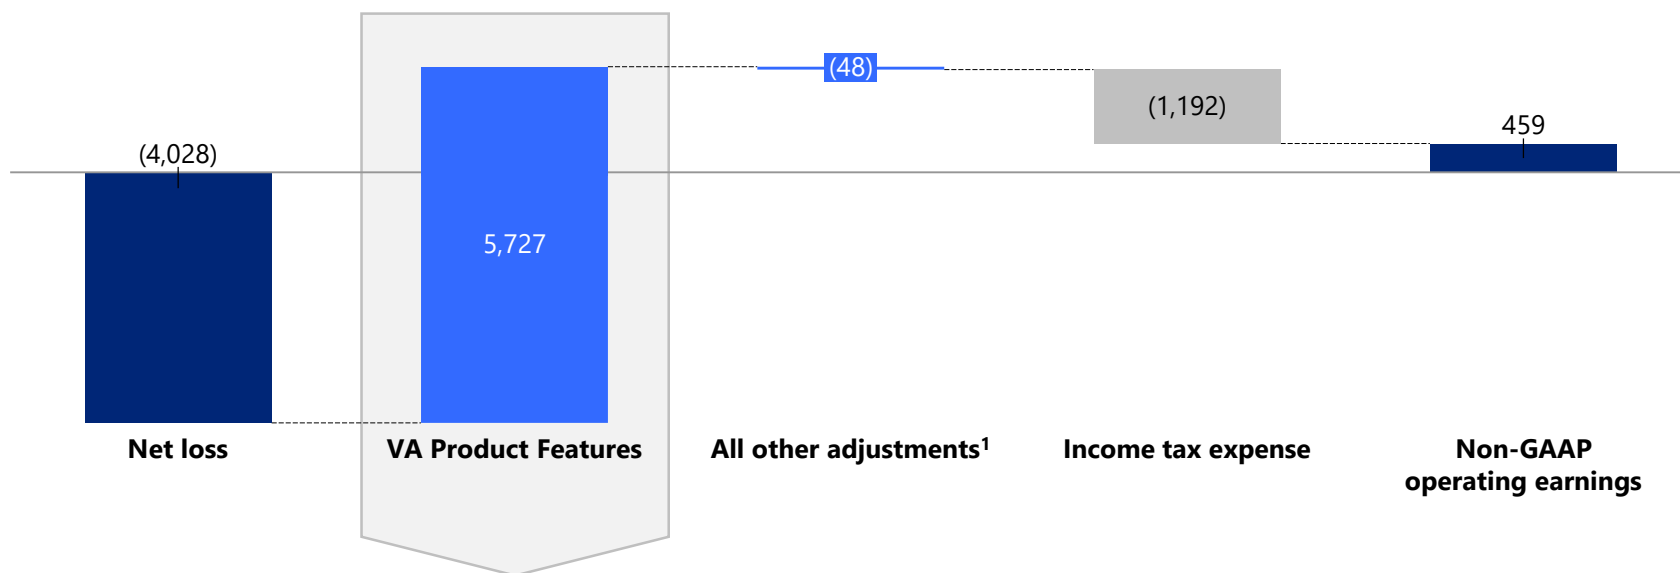 (4,028)
5,727
(48)
(1,192)
459
Net loss
VA Product Features
All other adjustments¹
Income tax expense
Non-GAAP
operating earnings